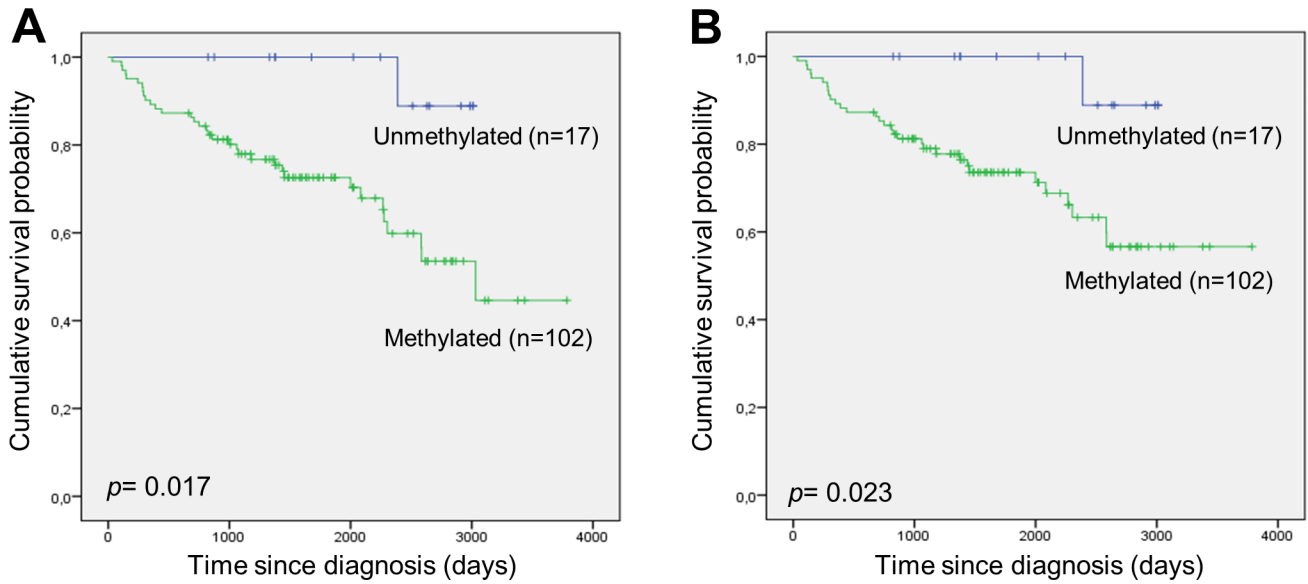 A
Cumulative survival probability
1,0
0,8
0,6
0,4
0,2
0,0
Unmethylated (n=17)
Methylated (n=102)
p= 0.017
0 1000 2000 3000 4000
Time since diagnosis (days)
B
Cumulative survival probability
1,0
0,8
0,6
0,4
0,2
0,0
Unmethylated (n=17)
Methylated (n=102)
p= 0.023
0 1000 2000 3000 4000
Time since diagnosis (days)